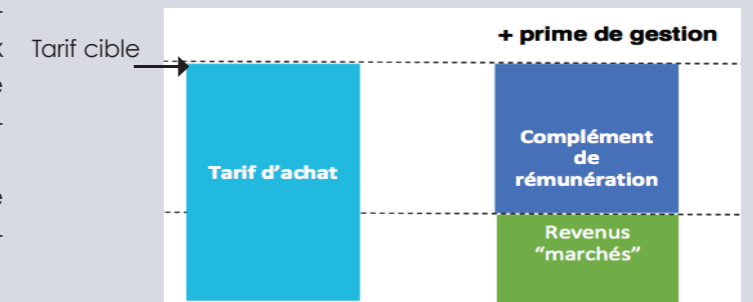 + prime de gestion
Tarif cible
Complément
de
rémunération
Tarif d’achat
Revenus
“marchés”